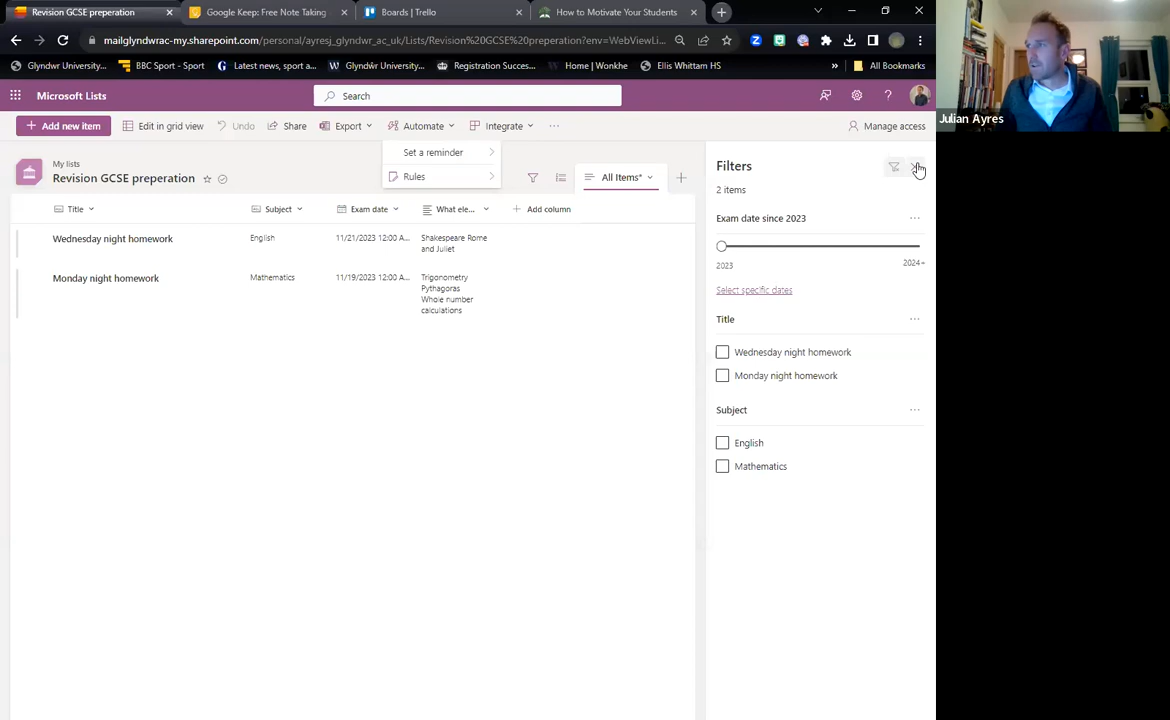 Revision GCSE preperation
Google Keep: Free Note Taking
Boards | Trello
How to Motivate Your Students
mailglyndwrac-my.sharepoint.com/personal/ayresj_glyndwr_ac_uk/Lists/Revision%20GCSE%20preperation?env=WebViewLi...
Glyndwr University... BBC Sport - Sport Latest news, sport a... Glyndŵr University... Registration Succes... Home | Wonkhe Ellis Whittam HS » All Bookmarks
Microsoft Lists
Search
Add new item Edit in grid view Undo Share Export Automate Integrate ... Manage access
Set a reminder
Rules
My lists
Revision GCSE preperation
All Items*
Title Subject Exam date What ele... Add column
Wednesday night homework English 11/21/2023 12:00 A... Shakespeare Rome
and Juliet
Monday night homework Mathematics 11/19/2023 12:00 A... Trigonometry
Pythagoras
Whole number
calculations
Filters
2 items
Exam date since 2023 ...
2023 2024+
Select specific dates
Title ...
Wednesday night homework
Monday night homework
Subject ...
English
Mathematics
Julian Ayres